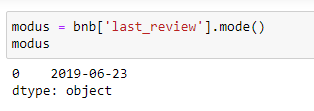 modus = bnb['last_review'].mode()
modus
0    2019-06-23
dtype: object